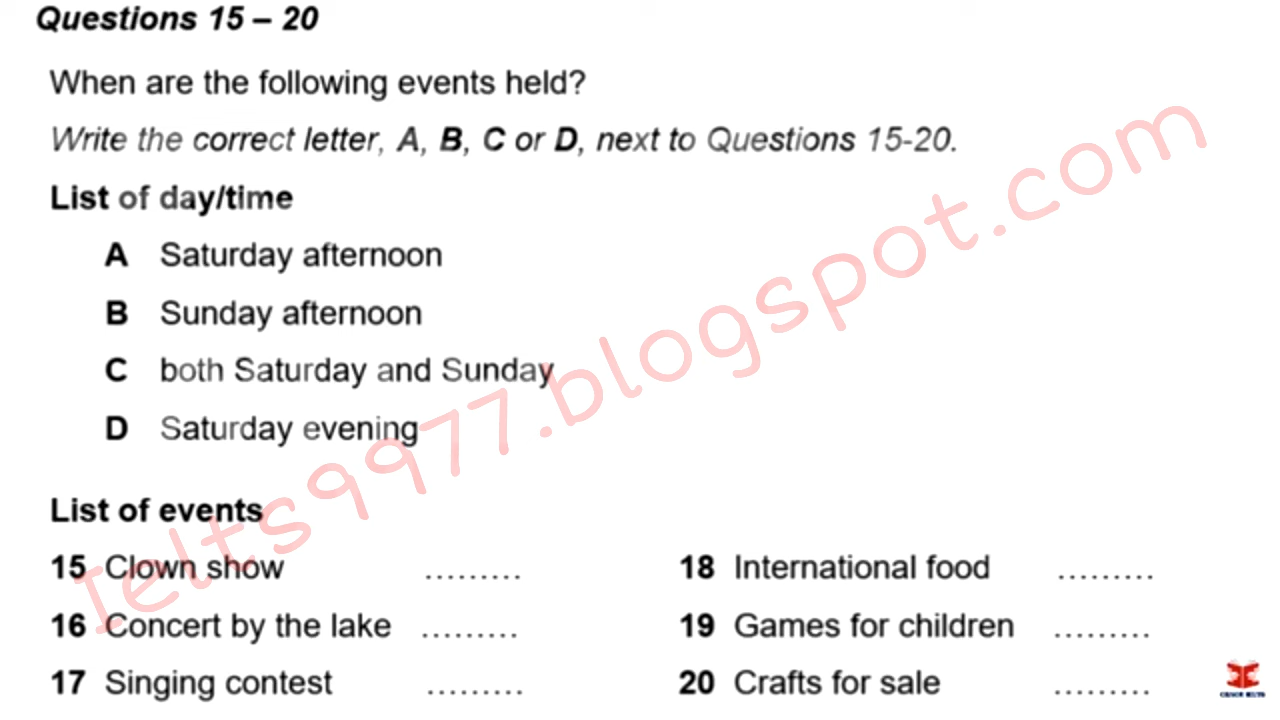 Questions 15 – 20
When are the following events held?
Write the correct letter, A, B, C or D, next to Questions 15-20.
List of day/time
A Saturday afternoon
B Sunday afternoon
C both Saturday and Sunday
D Saturday evening
Ielts9977.blogspot.com
List of events
15 Clown show .........
16 Concert by the lake .........
17 Singing contest .........
18 International food .........
19 Games for children .........
20 Crafts for sale .........